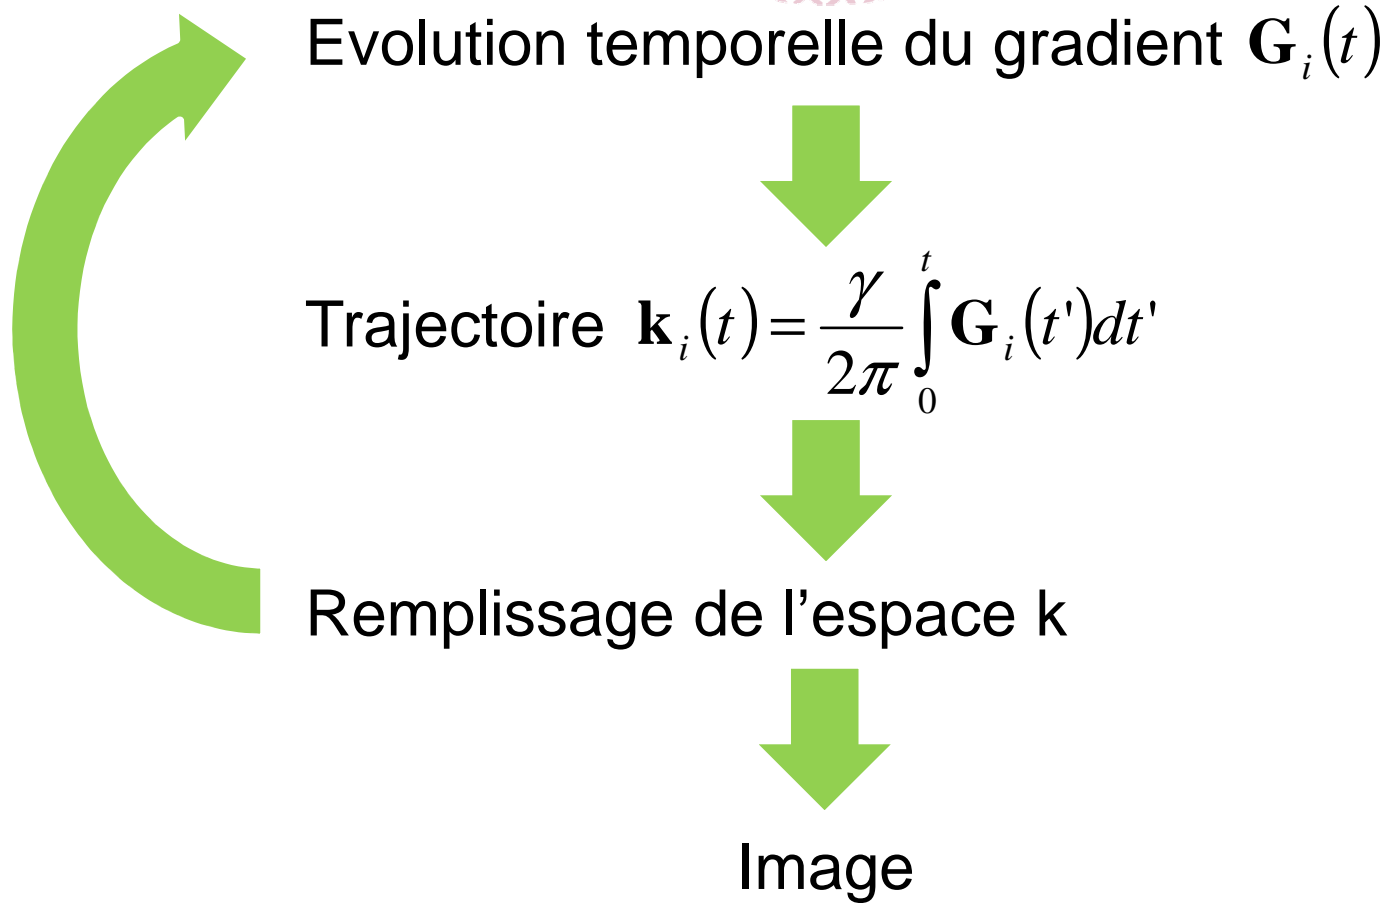 Evolution temporelle du gradient G_i(t)
Trajectoire k_i(t) = γ/2π ∫_0^t G_i(t')dt'
Remplissage de l’espace k
Image